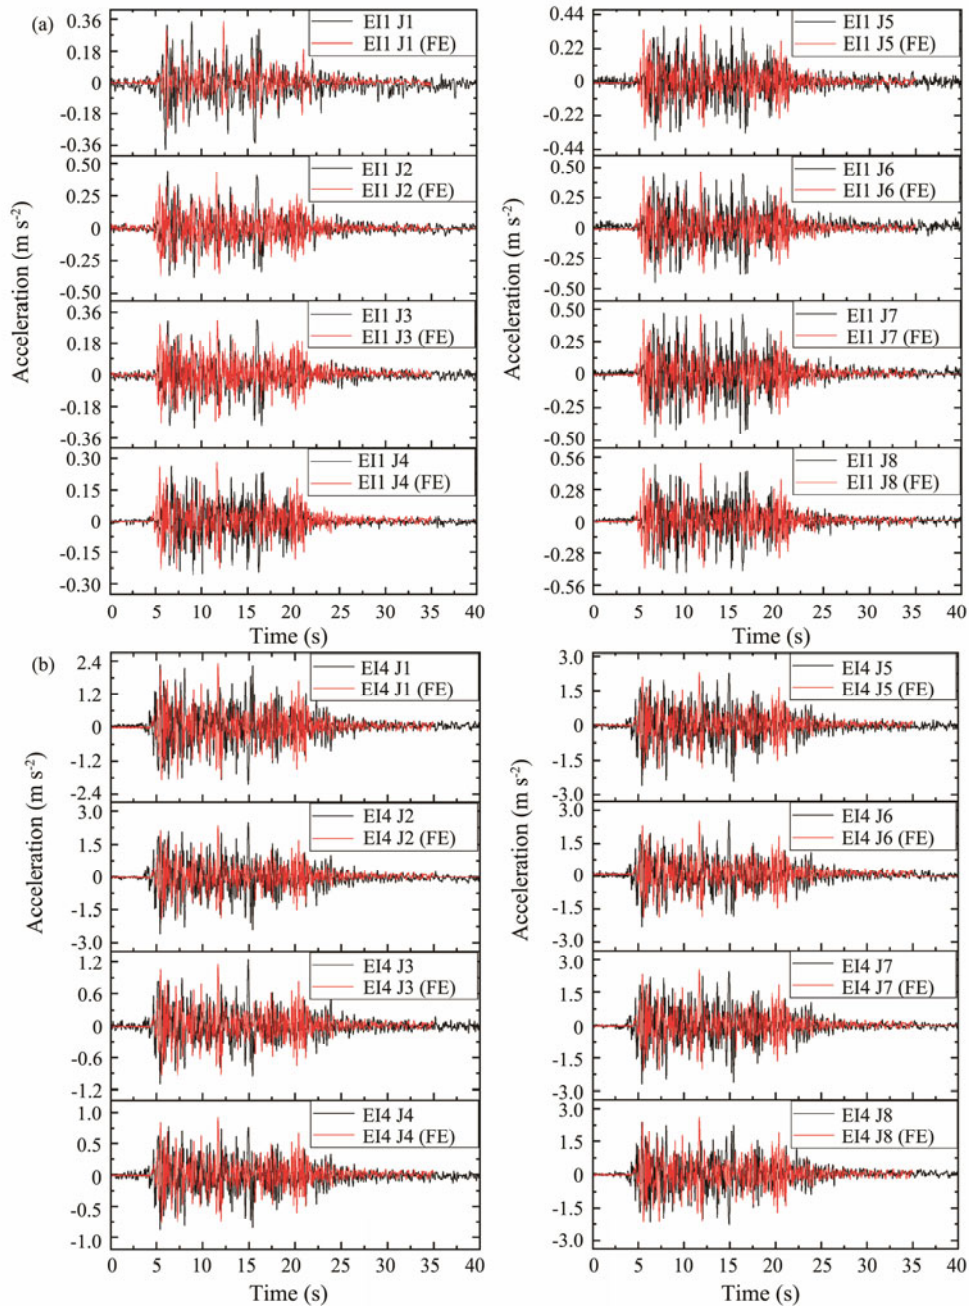 (a)
Acceleration (m s⁻²)
0.36
0.18
0
-0.18
-0.36
EI1 J1
EI1 J1 (FE)
0.50
0.25
0
-0.25
-0.50
EI1 J2
EI1 J2 (FE)
0.36
0.18
0
-0.18
-0.36
EI1 J3
EI1 J3 (FE)
0.30
0.15
0
-0.15
-0.30
EI1 J4
EI1 J4 (FE)
0 5 10 15 20 25 30 35 40
Time (s)
Acceleration (m s⁻²)
0.44
0.22
0
-0.22
-0.44
EI1 J5
EI1 J5 (FE)
0.50
0.25
0
-0.25
-0.50
EI1 J6
EI1 J6 (FE)
0.50
0.25
0
-0.25
-0.50
EI1 J7
EI1 J7 (FE)
0.56
0.28
0
-0.28
-0.56
EI1 J8
EI1 J8 (FE)
0 5 10 15 20 25 30 35 40
Time (s)
(b)
Acceleration (m s⁻²)
2.4
1.2
0
-1.2
-2.4
EI4 J1
EI4 J1 (FE)
3.0
1.5
0
-1.5
-3.0
EI4 J2
EI4 J2 (FE)
1.2
0.6
0
-0.6
-1.2
EI4 J3
EI4 J3 (FE)
1.0
0.5
0
-0.5
-1.0
EI4 J4
EI4 J4 (FE)
0 5 10 15 20 25 30 35 40
Time (s)
Acceleration (m s⁻²)
3.0
1.5
0
-1.5
-3.0
EI4 J5
EI4 J5 (FE)
3.0
1.5
0
-1.5
-3.0
EI4 J6
EI4 J6 (FE)
3.0
1.5
0
-1.5
-3.0
EI4 J7
EI4 J7 (FE)
3.0
1.5
0
-1.5
-3.0
EI4 J8
EI4 J8 (FE)
0 5 10 15 20 25 30 35 40
Time (s)